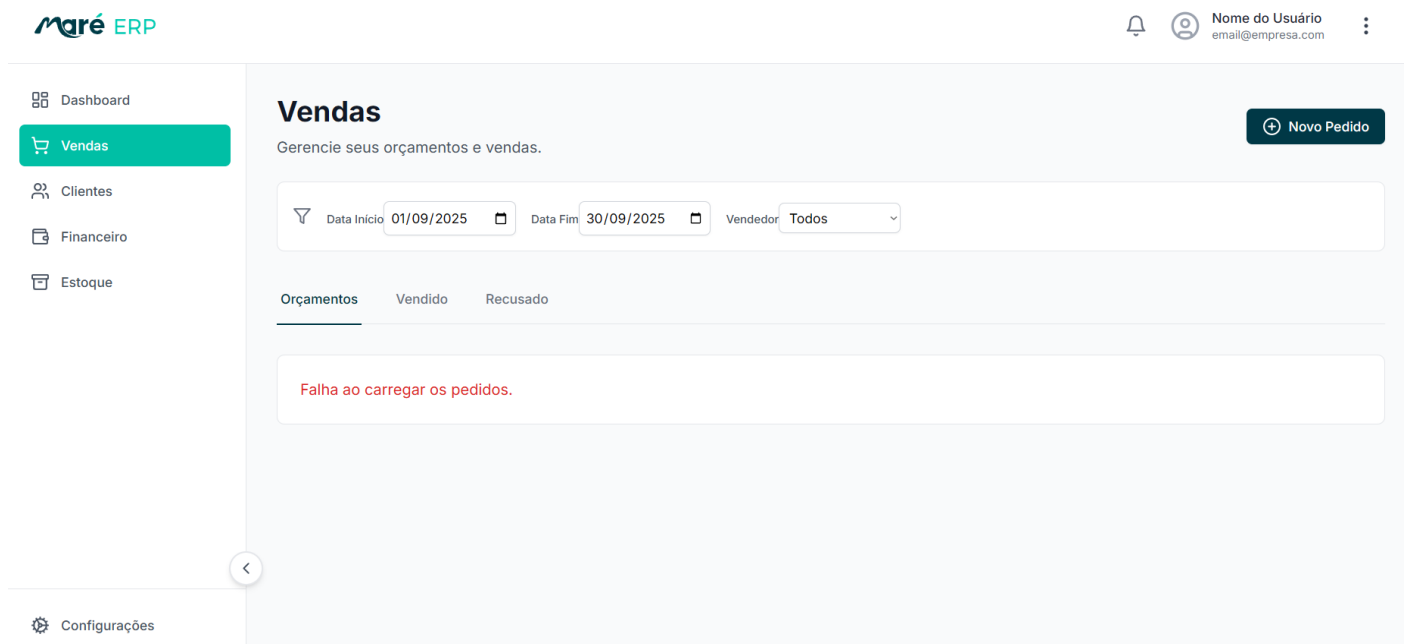 Maré ERP
Nome do Usuário
email@empresa.com
Dashboard
Vendas
Clientes
Financeiro
Estoque
Configurações
Vendas
Gerencie seus orçamentos e vendas.
Novo Pedido
Data Início 01/09/2025 Data Fim 30/09/2025 Vendedor Todos
Orçamentos Vendido Recusado
Falha ao carregar os pedidos.